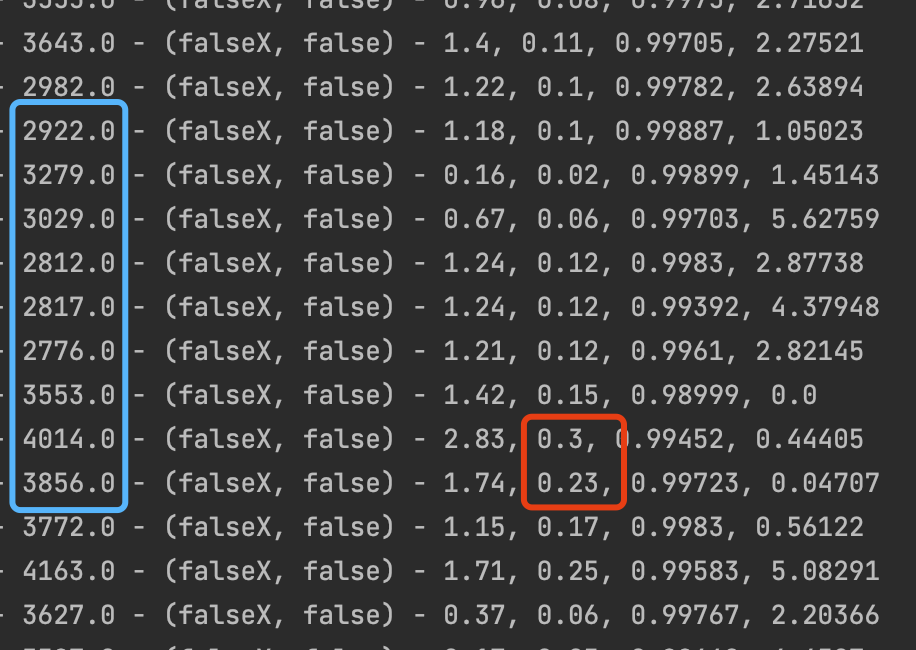 - 3643.0 - (falseX, false) - 1.4, 0.11, 0.99705, 2.27521
- 2982.0 - (falseX, false) - 1.22, 0.1, 0.99782, 2.63894
- 2922.0 - (falseX, false) - 1.18, 0.1, 0.99887, 1.05023
- 3279.0 - (falseX, false) - 0.16, 0.02, 0.99899, 1.45143
- 3029.0 - (falseX, false) - 0.67, 0.06, 0.99703, 5.62759
- 2812.0 - (falseX, false) - 1.24, 0.12, 0.9983, 2.87738
- 2817.0 - (falseX, false) - 1.24, 0.12, 0.99392, 4.37948
- 2776.0 - (falseX, false) - 1.21, 0.12, 0.9961, 2.82145
- 3553.0 - (falseX, false) - 1.42, 0.15, 0.98999, 0.0
- 4014.0 - (falseX, false) - 2.83, 0.3, 0.99452, 0.44405
- 3856.0 - (falseX, false) - 1.74, 0.23, 0.99723, 0.04707
- 3772.0 - (falseX, false) - 1.15, 0.17, 0.9983, 0.56122
- 4163.0 - (falseX, false) - 1.71, 0.25, 0.99583, 5.08291
- 3627.0 - (falseX, false) - 0.37, 0.06, 0.99767, 2.20366